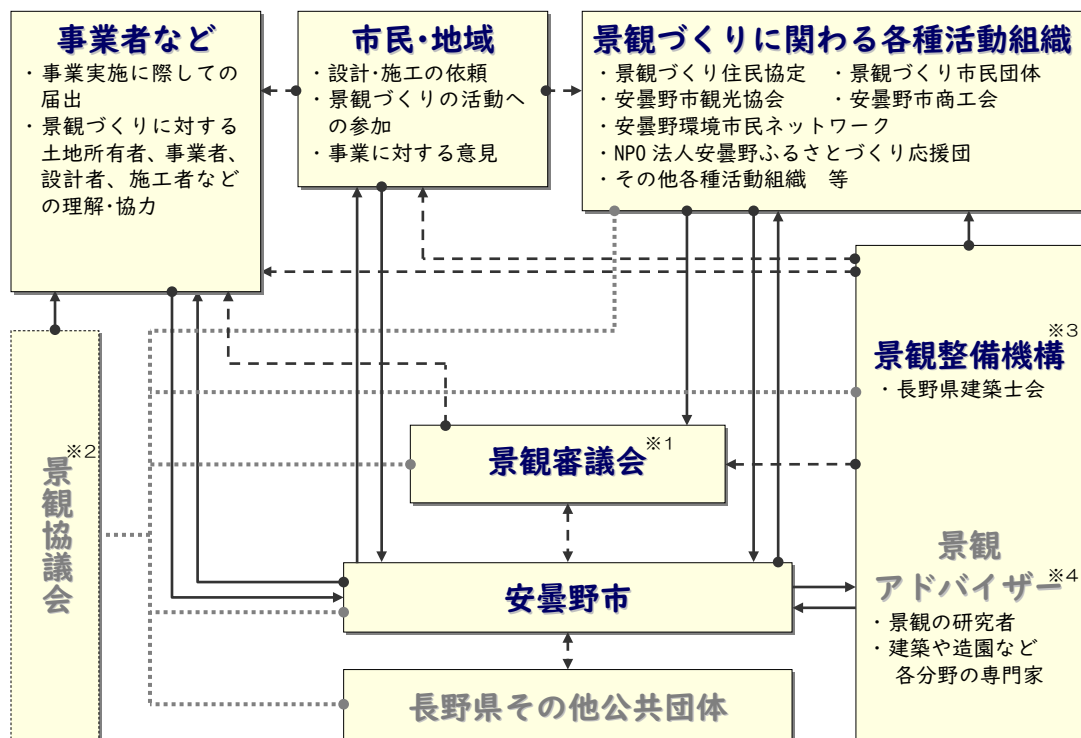 事業者など
・事業実施に際しての
届出
・景観づくりに対する
土地所有者、事業者、
設計者、施工者などの
理解・協力
市民・地域
・設計・施工の依頼
・景観づくりの活動へ
の参加
・事業に対する意見
景観づくりに関わる各種活動組織
・景観づくり住民協定 ・景観づくり市民団体
・安曇野市観光協会 ・安曇野市商工会
・安曇野環境市民ネットワーク
・NPO 法人安曇野ふるさとづくり応援団
・その他各種活動組織 等
景観整備機構※3
・長野県建築士会
景観審議会※1
景観協議会※2
安曇野市
景観
アドバイザー※4
・景観の研究者
・建築や造園など
各分野の専門家
長野県その他公共団体